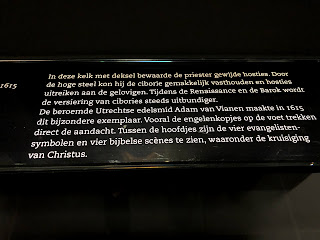 In deze kelk met deksel bewaarde de priester gewijde hosties. Door
de hoge steel kon hij de ciborie gemakkelijk vasthouden en hosties
1615 uitreiken aan de gelovigen. Tijdens de Renaissance en de Barok wordt
de versiering van cibories steeds uitbundiger.
De beroemde Utrechtse edelsmid Adam van Vianen maakte in 1615
dit bijzondere exemplaar. Vooral de engelenkopjes op de voet trekken
direct de aandacht. Tussen de hoofdjes zijn de vier evangelisten-
symbolen en vier bijbelse scènes te zien, waaronder de kruisiging
van Christus.